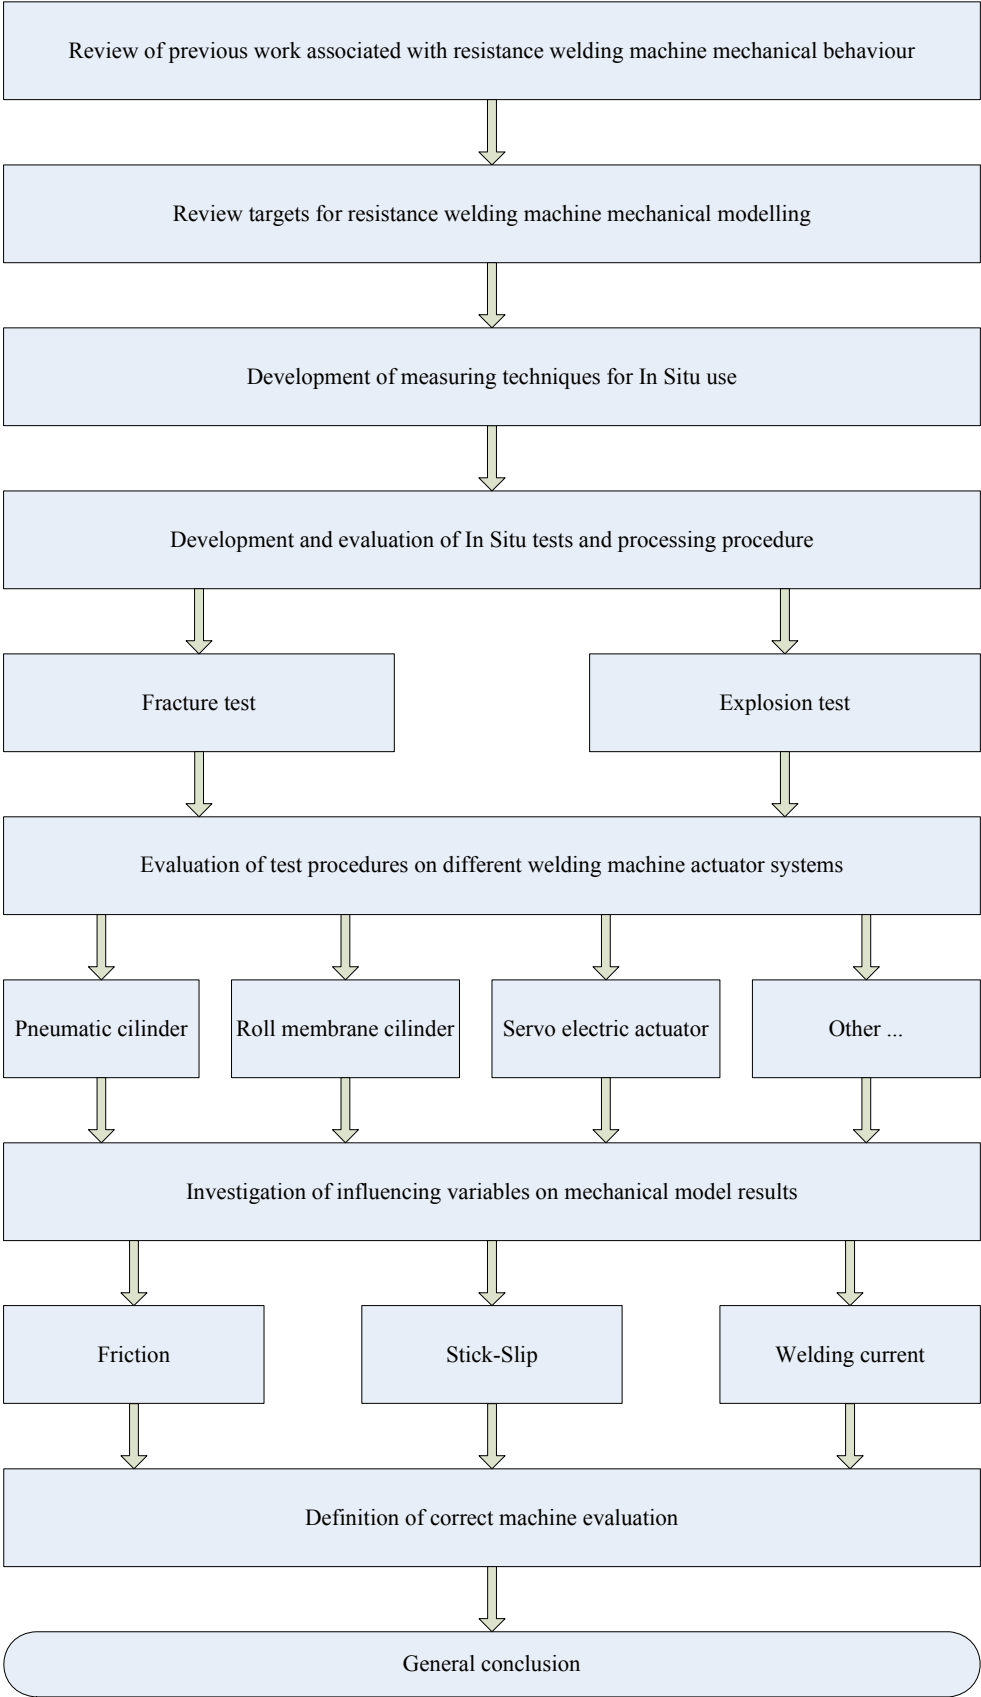 Review of previous work associated with resistance welding machine mechanical behaviour
Review targets for resistance welding machine mechanical modelling
Development of measuring techniques for In Situ use
Development and evaluation of In Situ tests and processing procedure
Fracture test
Explosion test
Evaluation of test procedures on different welding machine actuator systems
Pneumatic cilinder
Roll membrane cilinder
Servo electric actuator
Other ...
Investigation of influencing variables on mechanical model results
Friction
Stick-Slip
Welding current
Definition of correct machine evaluation
General conclusion